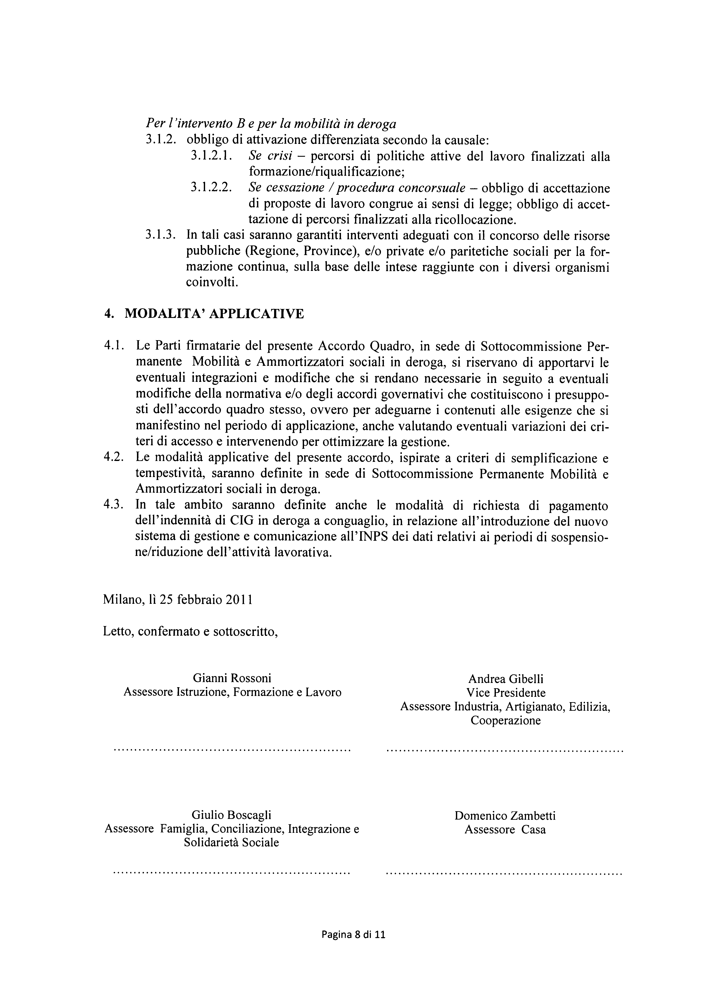 Per l'intervento B e per la mobilità in deroga
3.1.2. obbligo di attivazione differenziata secondo la causale:
3.1.2.1. Se crisi – percorsi di politiche attive del lavoro finalizzati alla
formazione/riqualificazione;
3.1.2.2. Se cessazione / procedura concorsuale – obbligo di accettazione
di proposte di lavoro congrue ai sensi di legge; obbligo di accet-
tazione di percorsi finalizzati alla ricollocazione.
3.1.3. In tali casi saranno garantiti interventi adeguati con il concorso delle risorse
pubbliche (Regione, Province), e/o private e/o paritetiche sociali per la for-
mazione continua, sulla base delle intese raggiunte con i diversi organismi
coinvolti.
4. MODALITA' APPLICATIVE
4.1. Le Parti firmatarie del presente Accordo Quadro, in sede di Sottocommissione Per-
manente Mobilità e Ammortizzatori sociali in deroga, si riservano di apportarvi le
eventuali integrazioni e modifiche che si rendano necessarie in seguito a eventuali
modifiche della normativa e/o degli accordi governativi che costituiscono i presuppo-
sti dell'accordo quadro stesso, ovvero per adeguarne i contenuti alle esigenze che si
manifestino nel periodo di applicazione, anche valutando eventuali variazioni dei cri-
teri di accesso e intervenendo per ottimizzare la gestione.
4.2. Le modalità applicative del presente accordo, ispirate a criteri di semplificazione e
tempestività, saranno definite in sede di Sottocommissione Permanente Mobilità e
Ammortizzatori sociali in deroga.
4.3. In tale ambito saranno definite anche le modalità di richiesta di pagamento
dell'indennità di CIG in deroga a conguaglio, in relazione all'introduzione del nuovo
sistema di gestione e comunicazione all'INPS dei dati relativi ai periodi di sospensio-
ne/riduzione dell'attività lavorativa.
Milano, lì 25 febbraio 2011
Letto, confermato e sottoscritto,
Gianni Rossoni
Assessore Istruzione, Formazione e Lavoro
Andrea Gibelli
Vice Presidente
Assessore Industria, Artigianato, Edilizia,
Cooperazione
........................................................
........................................................
Giulio Boscagli
Assessore Famiglia, Conciliazione, Integrazione e
Solidarietà Sociale
Domenico Zambetti
Assessore Casa
........................................................
........................................................
Pagina 8 di 11